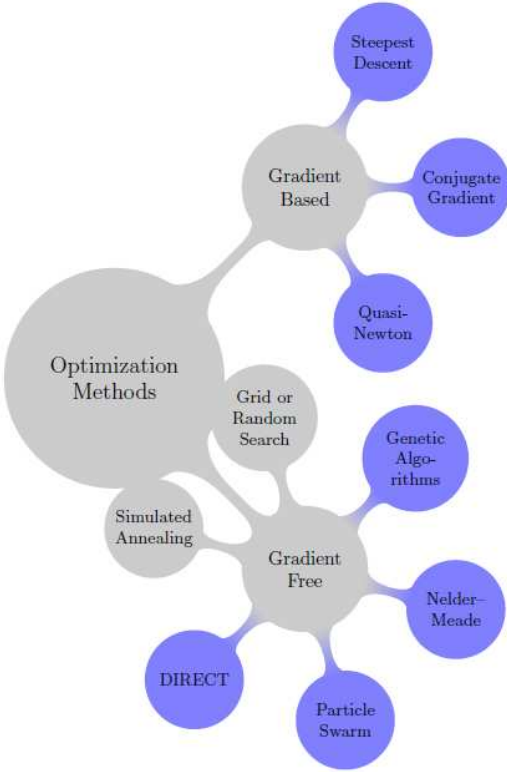 Steepest
Descent
Gradient
Based
Conjugate
Gradient
Quasi-
Newton
Optimization
Methods
Grid or
Random
Search
Genetic
Algo-
rithms
Simulated
Annealing
Gradient
Free
Nelder–
Meade
DIRECT
Particle
Swarm